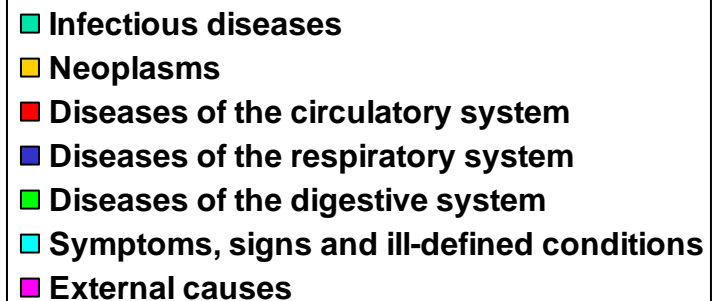 Infectious diseases
Neoplasms
Diseases of the circulatory system
Diseases of the respiratory system
Diseases of the digestive system
Symptoms, signs and ill-defined conditions
External causes